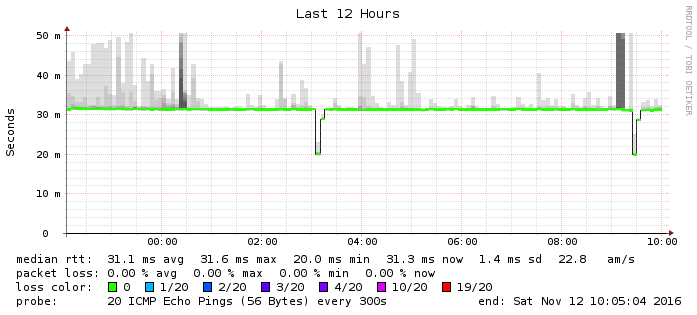 Last 12 Hours
RRDTOOL / TOBI OETIKER
Seconds
50 m
40 m
30 m
20 m
10 m
0
00:00 02:00 04:00 06:00 08:00 10:00
median rtt: 31.1 ms avg 31.6 ms max 20.0 ms min 31.3 ms now 1.4 ms sd 22.8 am/s
packet loss: 0.00 % avg 0.00 % max 0.00 % min 0.00 % now
loss color: 0 1/20 2/20 3/20 4/20 10/20 19/20
probe: 20 ICMP Echo Pings (56 Bytes) every 300s end: Sat Nov 12 10:05:04 2016